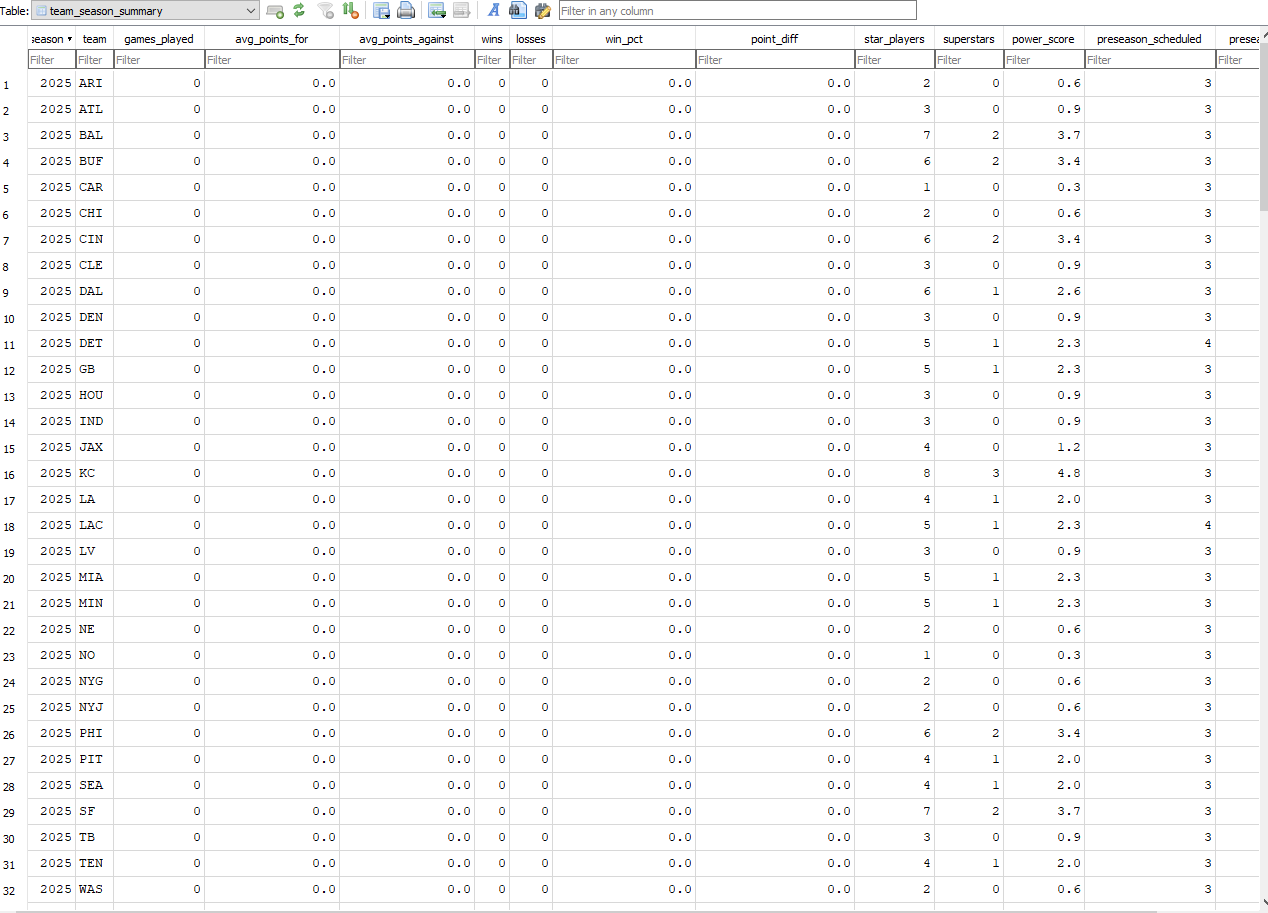 Table: team_season_summary Filter in any column
season team games_played avg_points_for avg_points_against wins losses win_pct point_diff star_players superstars power_score preseason_scheduled
Filter Filter Filter Filter Filter Filter Filter Filter Filter Filter Filter Filter Filter Filter
1 2025 ARI 0 0.0 0.0 0 0 0.0 0.0 2 0 0.6 3
2 2025 ATL 0 0.0 0.0 0 0 0.0 0.0 3 0 0.9 3
3 2025 BAL 0 0.0 0.0 0 0 0.0 0.0 7 2 3.7 3
4 2025 BUF 0 0.0 0.0 0 0 0.0 0.0 6 2 3.4 3
5 2025 CAR 0 0.0 0.0 0 0 0.0 0.0 1 0 0.3 3
6 2025 CHI 0 0.0 0.0 0 0 0.0 0.0 2 0 0.6 3
7 2025 CIN 0 0.0 0.0 0 0 0.0 0.0 6 2 3.4 3
8 2025 CLE 0 0.0 0.0 0 0 0.0 0.0 3 0 0.9 3
9 2025 DAL 0 0.0 0.0 0 0 0.0 0.0 6 1 2.6 3
10 2025 DEN 0 0.0 0.0 0 0 0.0 0.0 3 0 0.9 3
11 2025 DET 0 0.0 0.0 0 0 0.0 0.0 5 1 2.3 4
12 2025 GB 0 0.0 0.0 0 0 0.0 0.0 5 1 2.3 3
13 2025 HOU 0 0.0 0.0 0 0 0.0 0.0 3 0 0.9 3
14 2025 IND 0 0.0 0.0 0 0 0.0 0.0 3 0 0.9 3
15 2025 JAX 0 0.0 0.0 0 0 0.0 0.0 4 0 1.2 3
16 2025 KC 0 0.0 0.0 0 0 0.0 0.0 8 3 4.8 3
17 2025 LA 0 0.0 0.0 0 0 0.0 0.0 4 1 2.0 3
18 2025 LAC 0 0.0 0.0 0 0 0.0 0.0 5 1 2.3 4
19 2025 LV 0 0.0 0.0 0 0 0.0 0.0 3 0 0.9 3
20 2025 MIA 0 0.0 0.0 0 0 0.0 0.0 5 1 2.3 3
21 2025 MIN 0 0.0 0.0 0 0 0.0 0.0 5 1 2.3 3
22 2025 NE 0 0.0 0.0 0 0 0.0 0.0 2 0 0.6 3
23 2025 NO 0 0.0 0.0 0 0 0.0 0.0 1 0 0.3 3
24 2025 NYG 0 0.0 0.0 0 0 0.0 0.0 2 0 0.6 3
25 2025 NYJ 0 0.0 0.0 0 0 0.0 0.0 2 0 0.6 3
26 2025 PHI 0 0.0 0.0 0 0 0.0 0.0 6 2 3.4 3
27 2025 PIT 0 0.0 0.0 0 0 0.0 0.0 4 1 2.0 3
28 2025 SEA 0 0.0 0.0 0 0 0.0 0.0 4 1 2.0 3
29 2025 SF 0 0.0 0.0 0 0 0.0 0.0 7 2 3.7 3
30 2025 TB 0 0.0 0.0 0 0 0.0 0.0 3 0 0.9 3
31 2025 TEN 0 0.0 0.0 0 0 0.0 0.0 4 1 2.0 3
32 2025 WAS 0 0.0 0.0 0 0 0.0 0.0 2 0 0.6 3